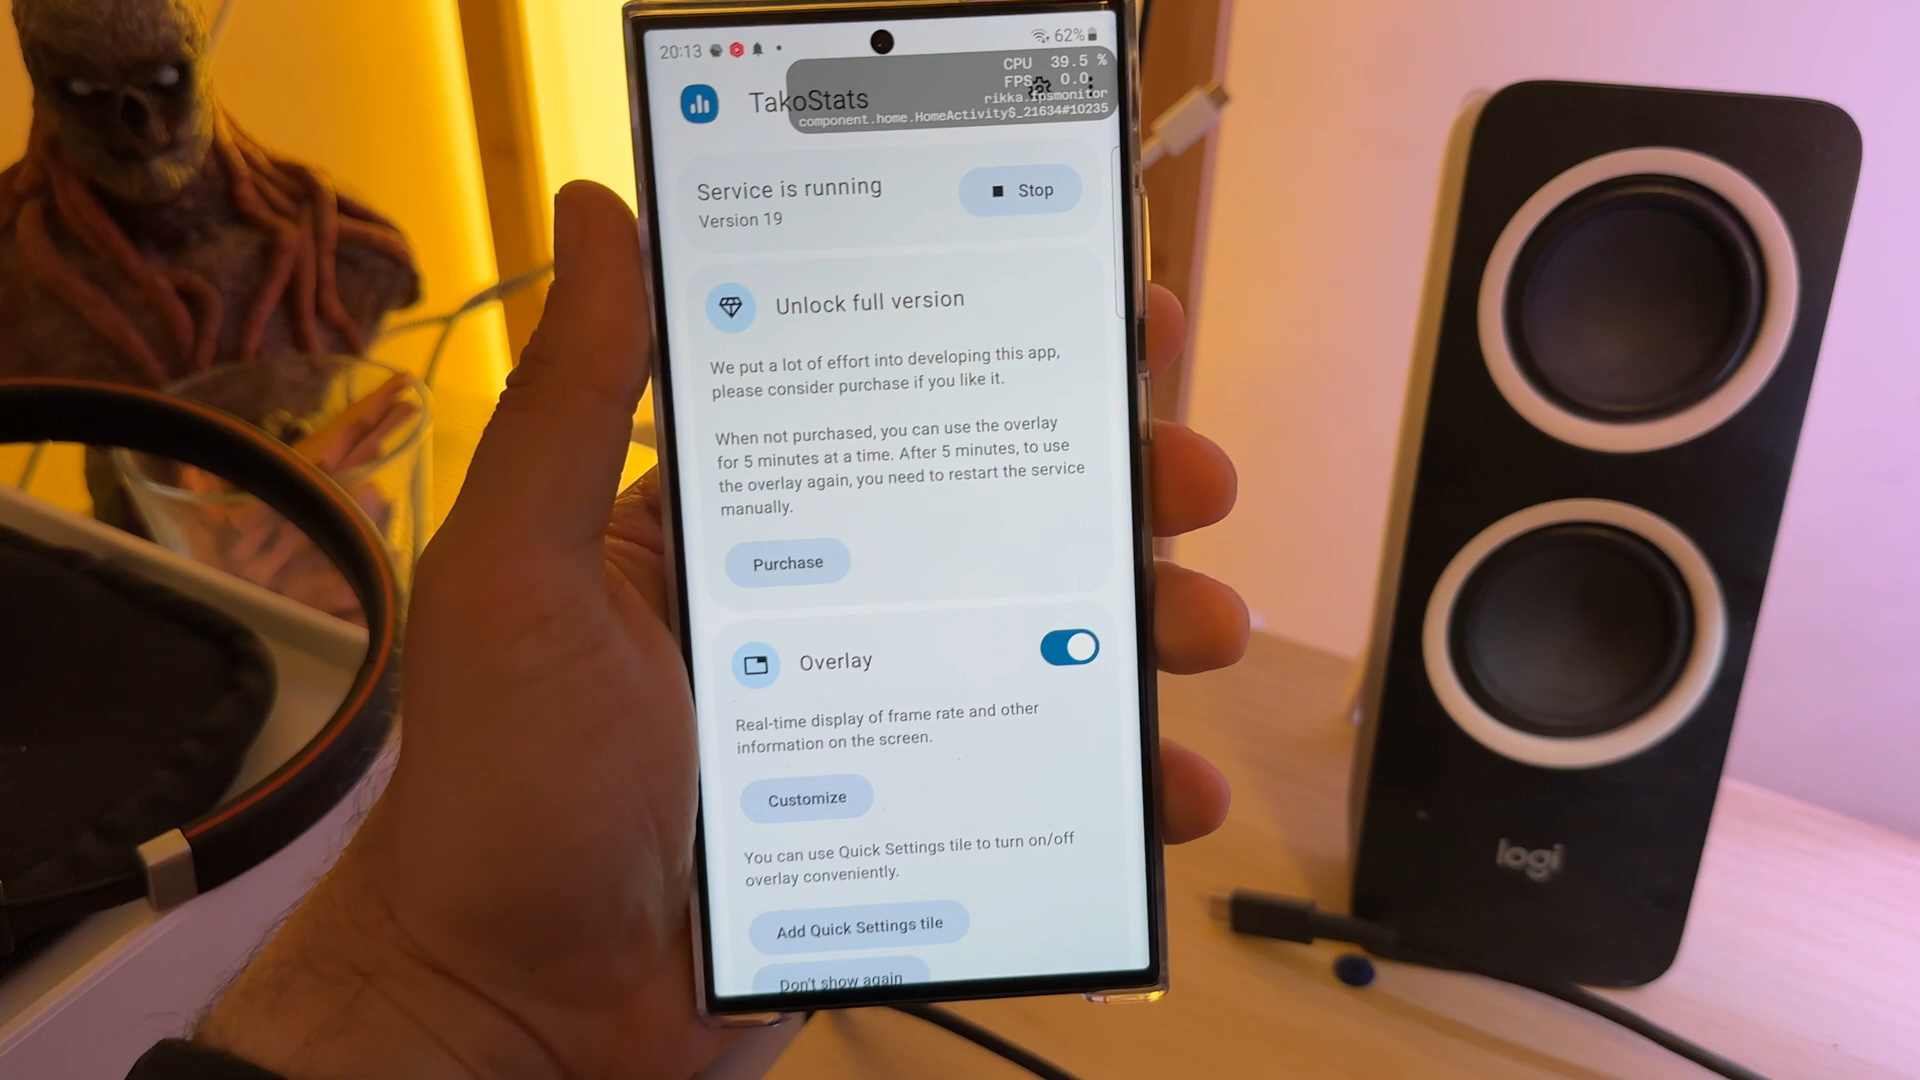 20:13
62%
CPU 39.5 %
FPS 0.0
rikka.fpsmonitor
component.home.HomeActivity$_21634#10235
TakoStats
Service is running
Stop
Version 19
Unlock full version
We put a lot of effort into developing this app,
please consider purchase if you like it.
When not purchased, you can use the overlay
for 5 minutes at a time. After 5 minutes, to use
the overlay again, you need to restart the service
manually.
Purchase
Overlay
Real-time display of frame rate and other
information on the screen.
Customize
You can use Quick Settings tile to turn on/off
overlay conveniently.
Add Quick Settings tile
Don't show again
logi